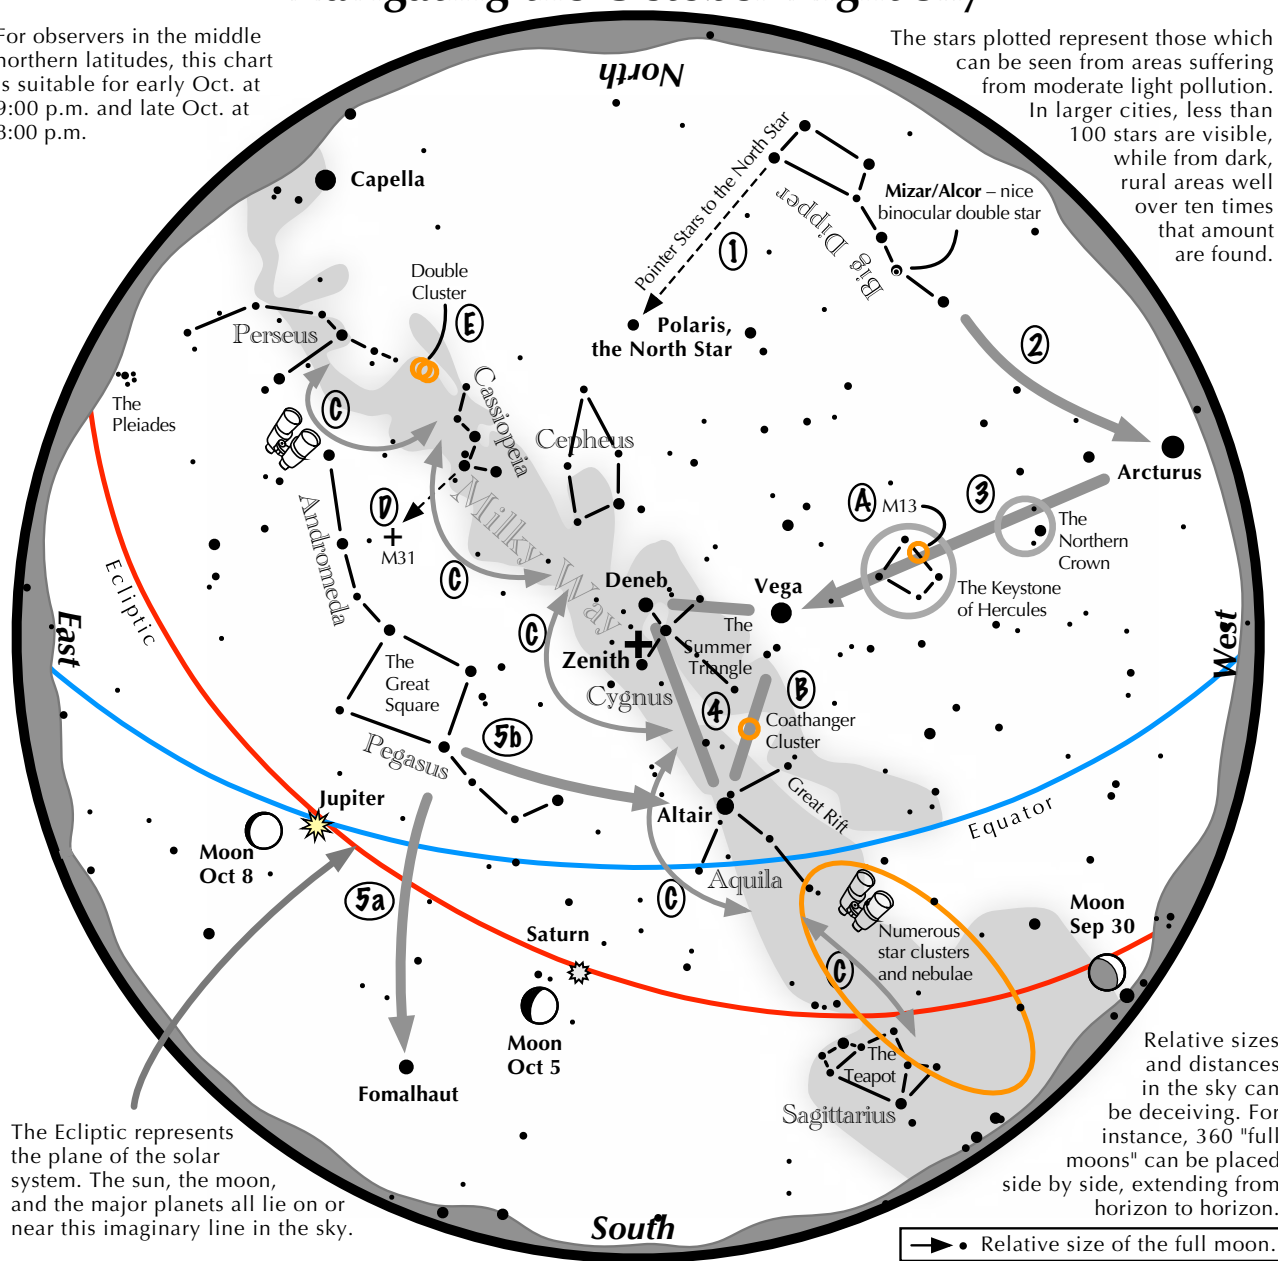 For observers in the middle
northern latitudes, this chart
is suitable for early Oct. at
9:00 p.m. and late Oct. at
8:00 p.m.
The stars plotted represent those which
can be seen from areas suffering
from moderate light pollution.
In larger cities, less than
100 stars are visible,
while from dark,
rural areas well
over ten times
that amount
are found.
North
Capella
Pointer Stars to the North Star
1
Big Dipper
Mizar/Alcor – nice
binocular double star
Double
Cluster
E
Perseus
Polaris,
the North Star
2
The
Pleiades
C
Cassiopeia
Cepheus
Arcturus
Andromeda
D
M31
Milky Way
C
A
M13
3
The
Northern
Crown
The Keystone
of Hercules
Ecliptic
East
Deneb
Vega
C
Zenith
The
Summer
Triangle
West
The
Great
Square
Cygnus
4
B
Coathanger
Cluster
Pegasus
5b
Jupiter
Altair
Great Rift
Equator
Moon
Oct 8
5a
Aquila
C
Saturn
Numerous
star clusters
and nebulae
C
Moon
Sep 30
Moon
Oct 5
Fomalhaut
The
Teapot
Sagittarius
The Ecliptic represents
the plane of the solar
system. The sun, the moon,
and the major planets all lie on or
near this imaginary line in the sky.
Relative sizes
and distances
in the sky can
be deceiving. For
instance, 360 "full
moons" can be placed
side by side, extending from
horizon to horizon.
South
Relative size of the full moon.